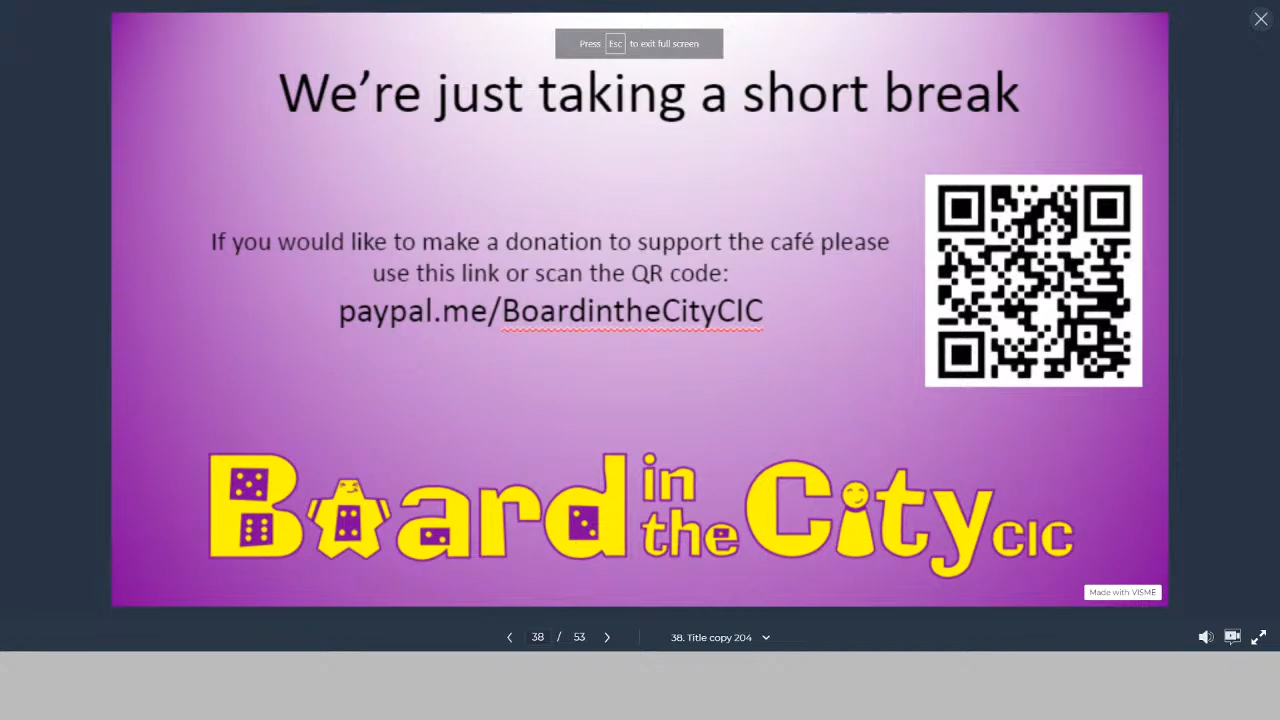 Press Esc to exit full screen
We're just taking a short break
If you would like to make a donation to support the café please
use this link or scan the QR code:
paypal.me/BoardintheCityCIC
Board in the City CIC
Made with VISME
38 / 53 38. Title copy 204